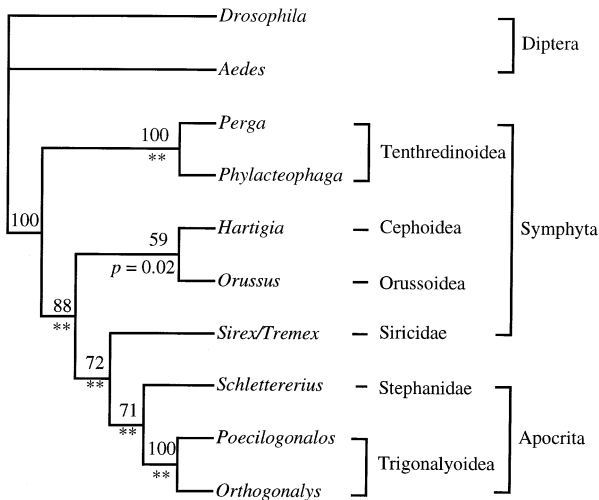 Drosophila
Diptera
Aedes
100
**
Perga
Tenthredinoidea
Phylactophaga
Symphyta
100
59
p = 0.02
Hartigia – Cephoidea
Orussus – Orussoidea
88
**
Sirex/Tremex – Siricidae
72
**
Schlettererius – Stephanidae
71
**
Apocrita
100
**
Poecilogonalos
Trigonalyoidea
Orthogonalys